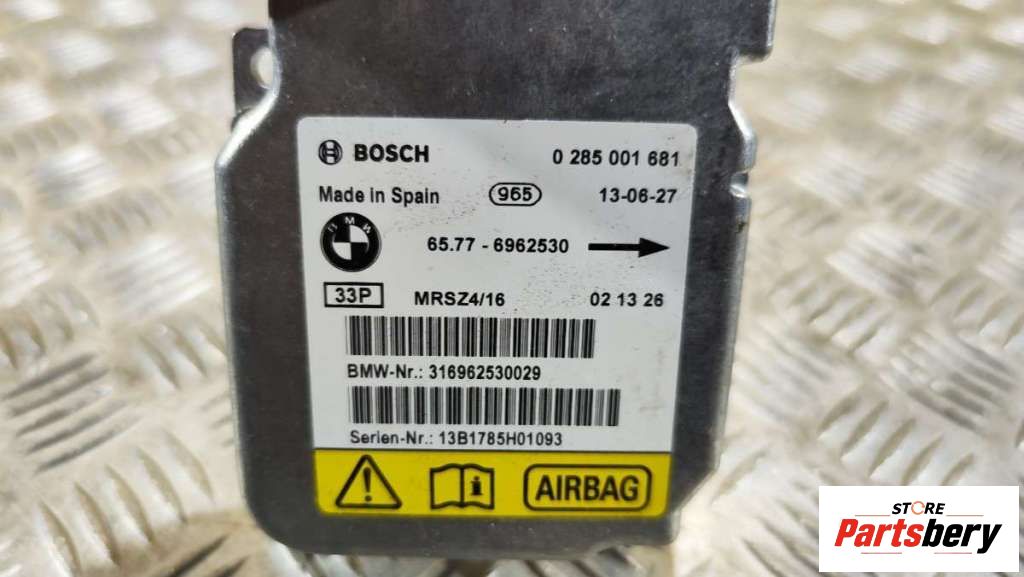 BOSCH 0 285 001 681
Made in Spain 965 13-06-27
BMW 65.77 - 6962530
33P MRSZ4/16 02 13 26
BMW-Nr.: 316962530029
Serien-Nr.: 13B1785H01093
AIRBAG
STORE
Partsbery